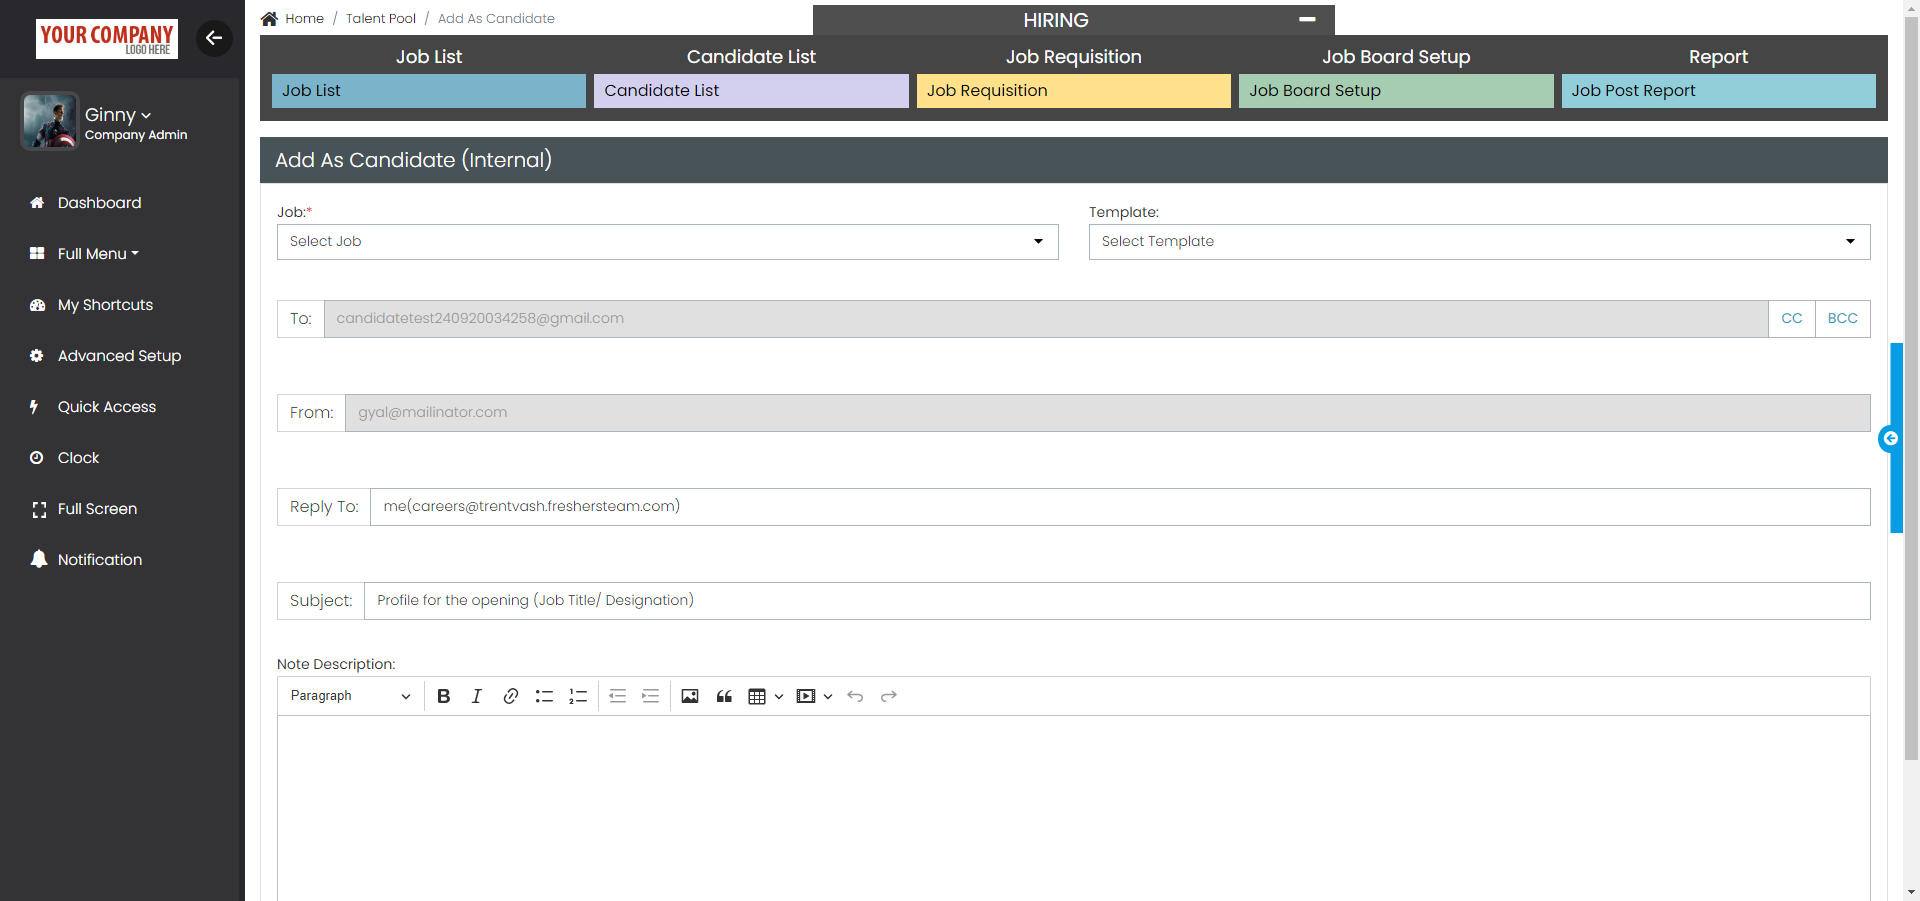 YOUR COMPANY
LOGO HERE
Ginny
Company Admin
Dashboard
Full Menu
My Shortcuts
Advanced Setup
Quick Access
Clock
Full Screen
Notification
Home / Talent Pool / Add As Candidate
HIRING
Job List Candidate List Job Requisition Job Board Setup Report
Job List Candidate List Job Requisition Job Board Setup Job Post Report
Add As Candidate (Internal)
Job:* Template:
Select Job Select Template
To: candidatetest240920034258@gmail.com CC BCC
From: gyal@mailinator.com
Reply To: me(careers@trentvash.freshersteam.com)
Subject: Profile for the opening (Job Title/ Designation)
Note Description:
Paragraph